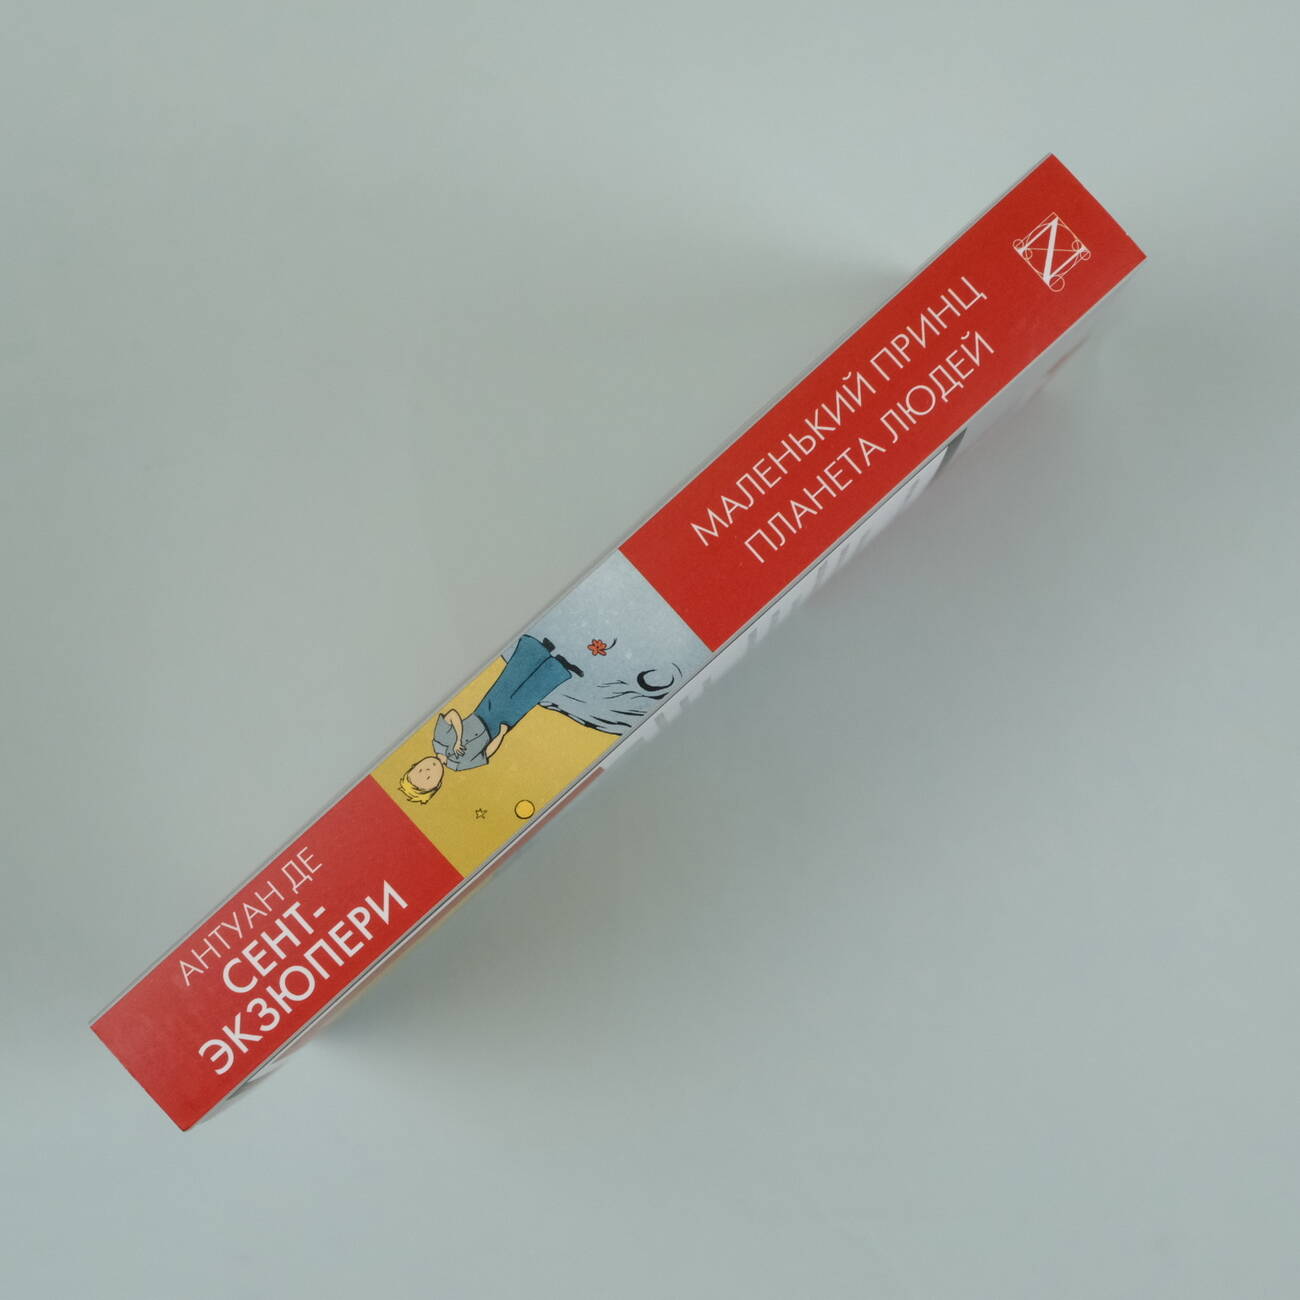 АНТУАН ДЕ
СЕНТ-
ЭКЗЮПЕРИ
МАЛЕНЬКИЙ ПРИНЦ
ПЛАНЕТА ЛЮДЕЙ
N